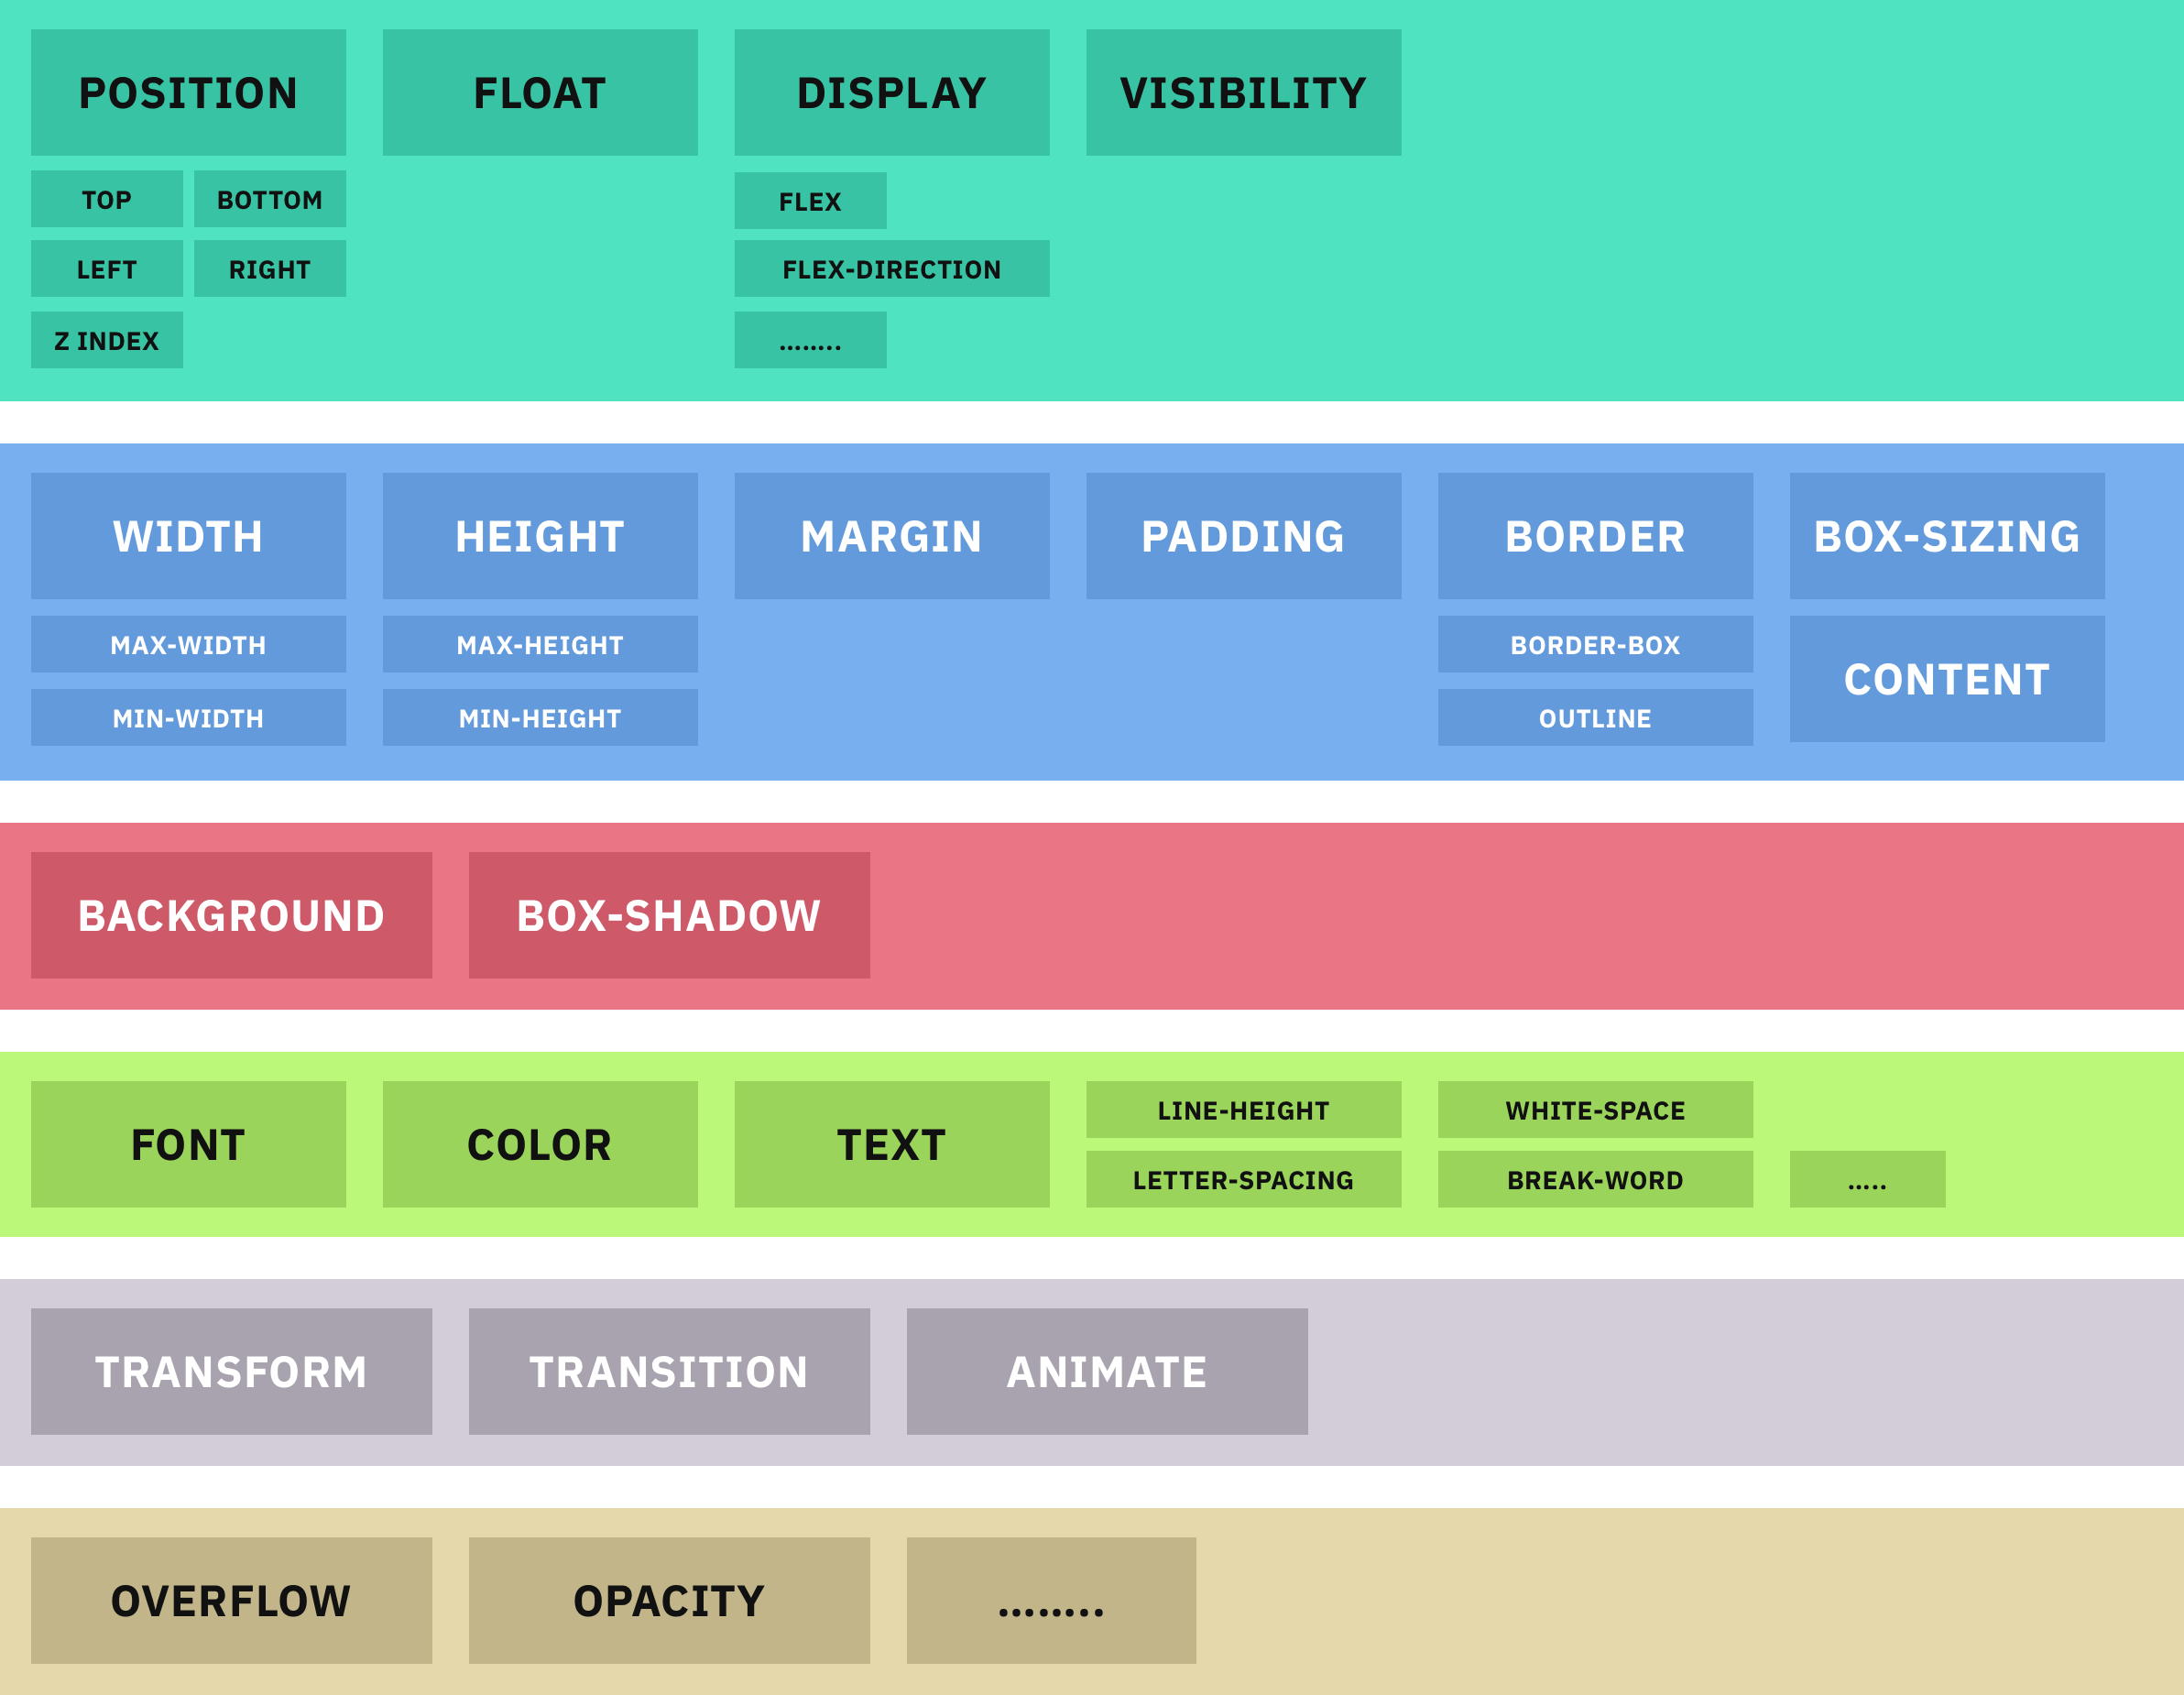 POSITION FLOAT DISPLAY VISIBILITY
TOP BOTTOM FLEX
LEFT RIGHT FLEX-DIRECTION
Z INDEX ........
WIDTH HEIGHT MARGIN PADDING BORDER BOX-SIZING
MAX-WIDTH MAX-HEIGHT BORDER-BOX CONTENT
MIN-WIDTH MIN-HEIGHT OUTLINE
BACKGROUND BOX-SHADOW
FONT COLOR TEXT LINE-HEIGHT WHITE-SPACE
LETTER-SPACING BREAK-WORD .....
TRANSFORM TRANSITION ANIMATE
OVERFLOW OPACITY ........